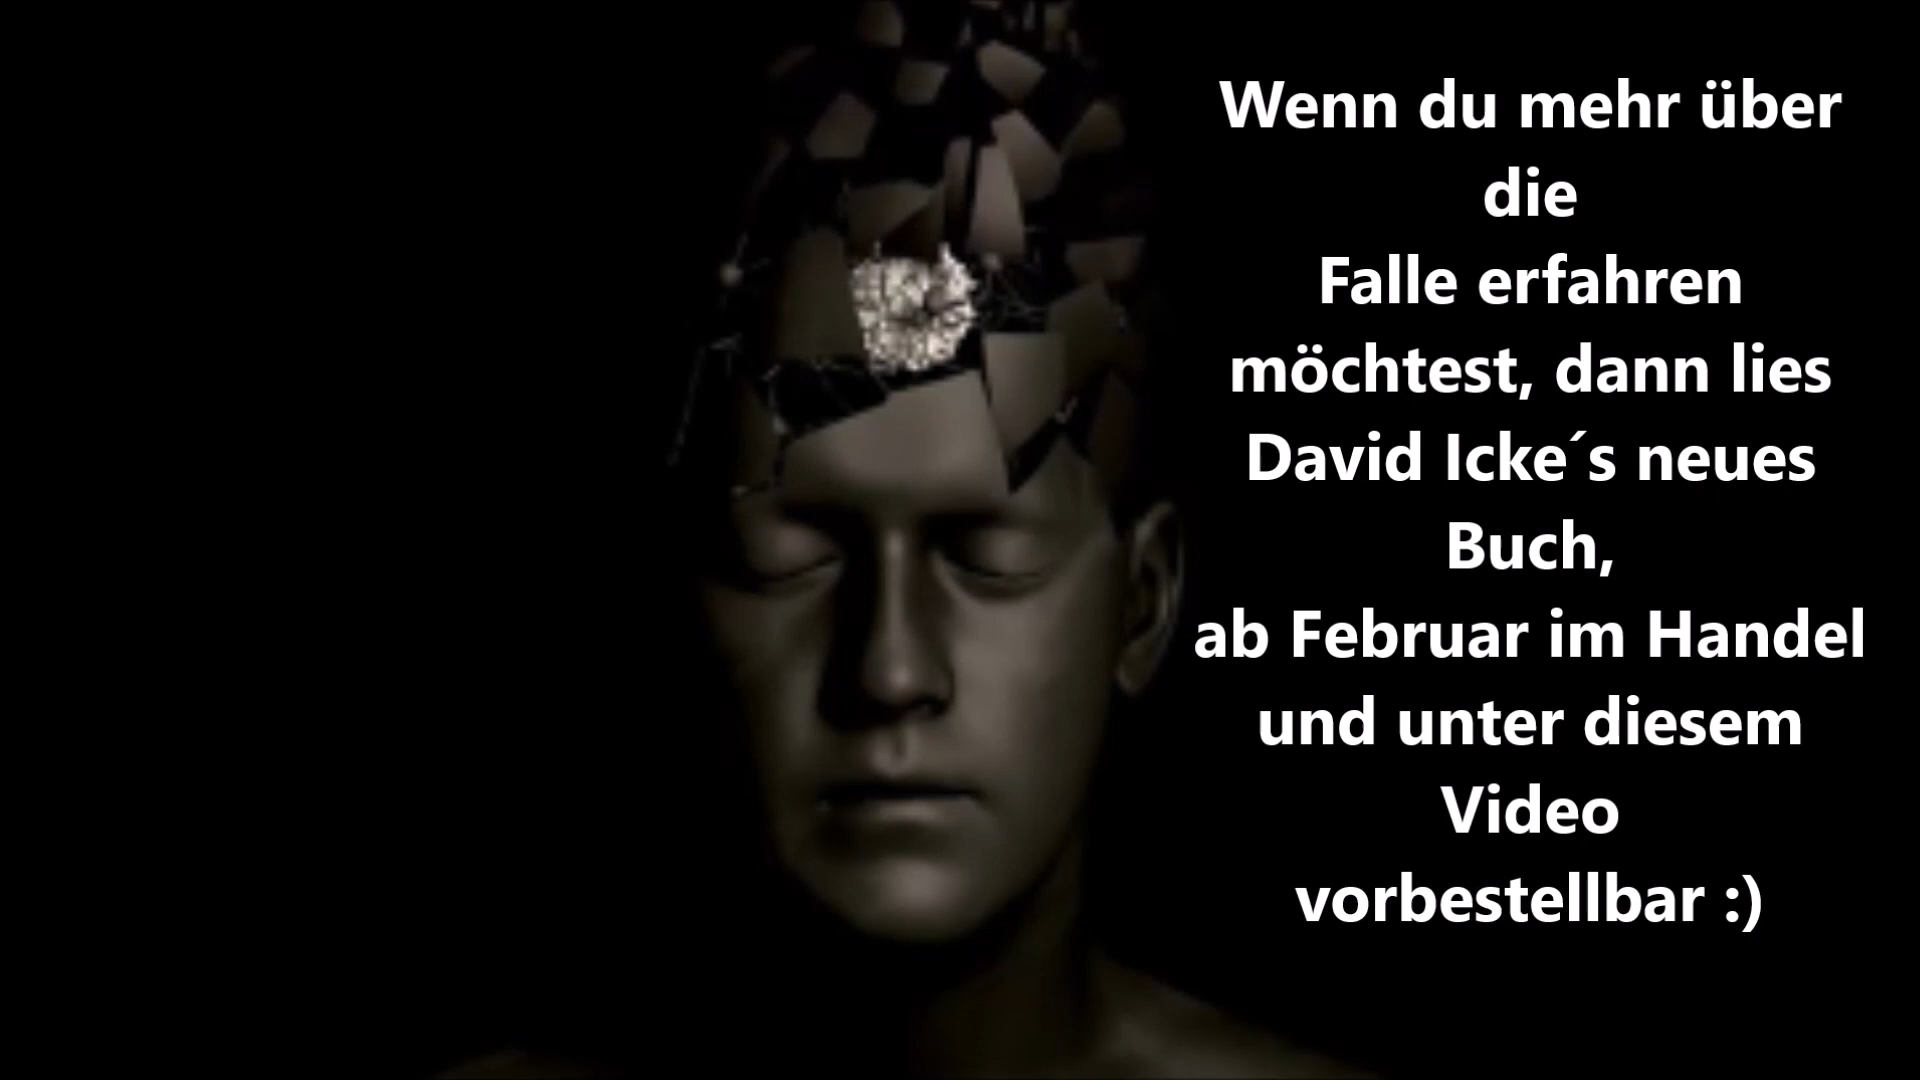 Wenn du mehr über
die
Falle erfahren
möchtest, dann lies
David Icke´s neues
Buch,
ab Februar im Handel
und unter diesem
Video
vorbestellbar :)